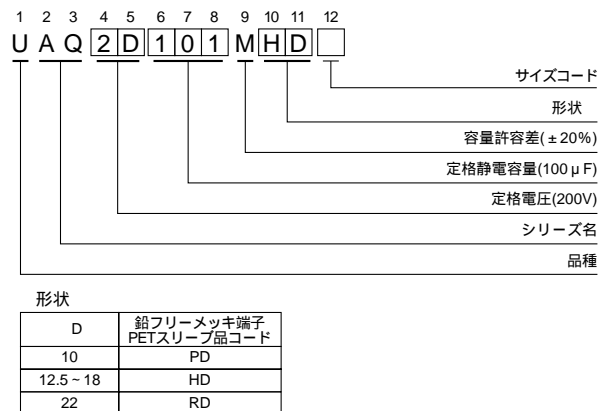 1 2 3 4 5 6 7 8 9 10 11 12
U A Q 2 D 1 0 1 M H D
サイズコード
形状
容量許容差(±20%)
定格静電容量(100μF)
定格電圧(200V)
シリーズ名
品種
形状
D 鉛フリーメッキ端子
PETスリーブ品コード
10 PD
12.5~18 HD
22 RD